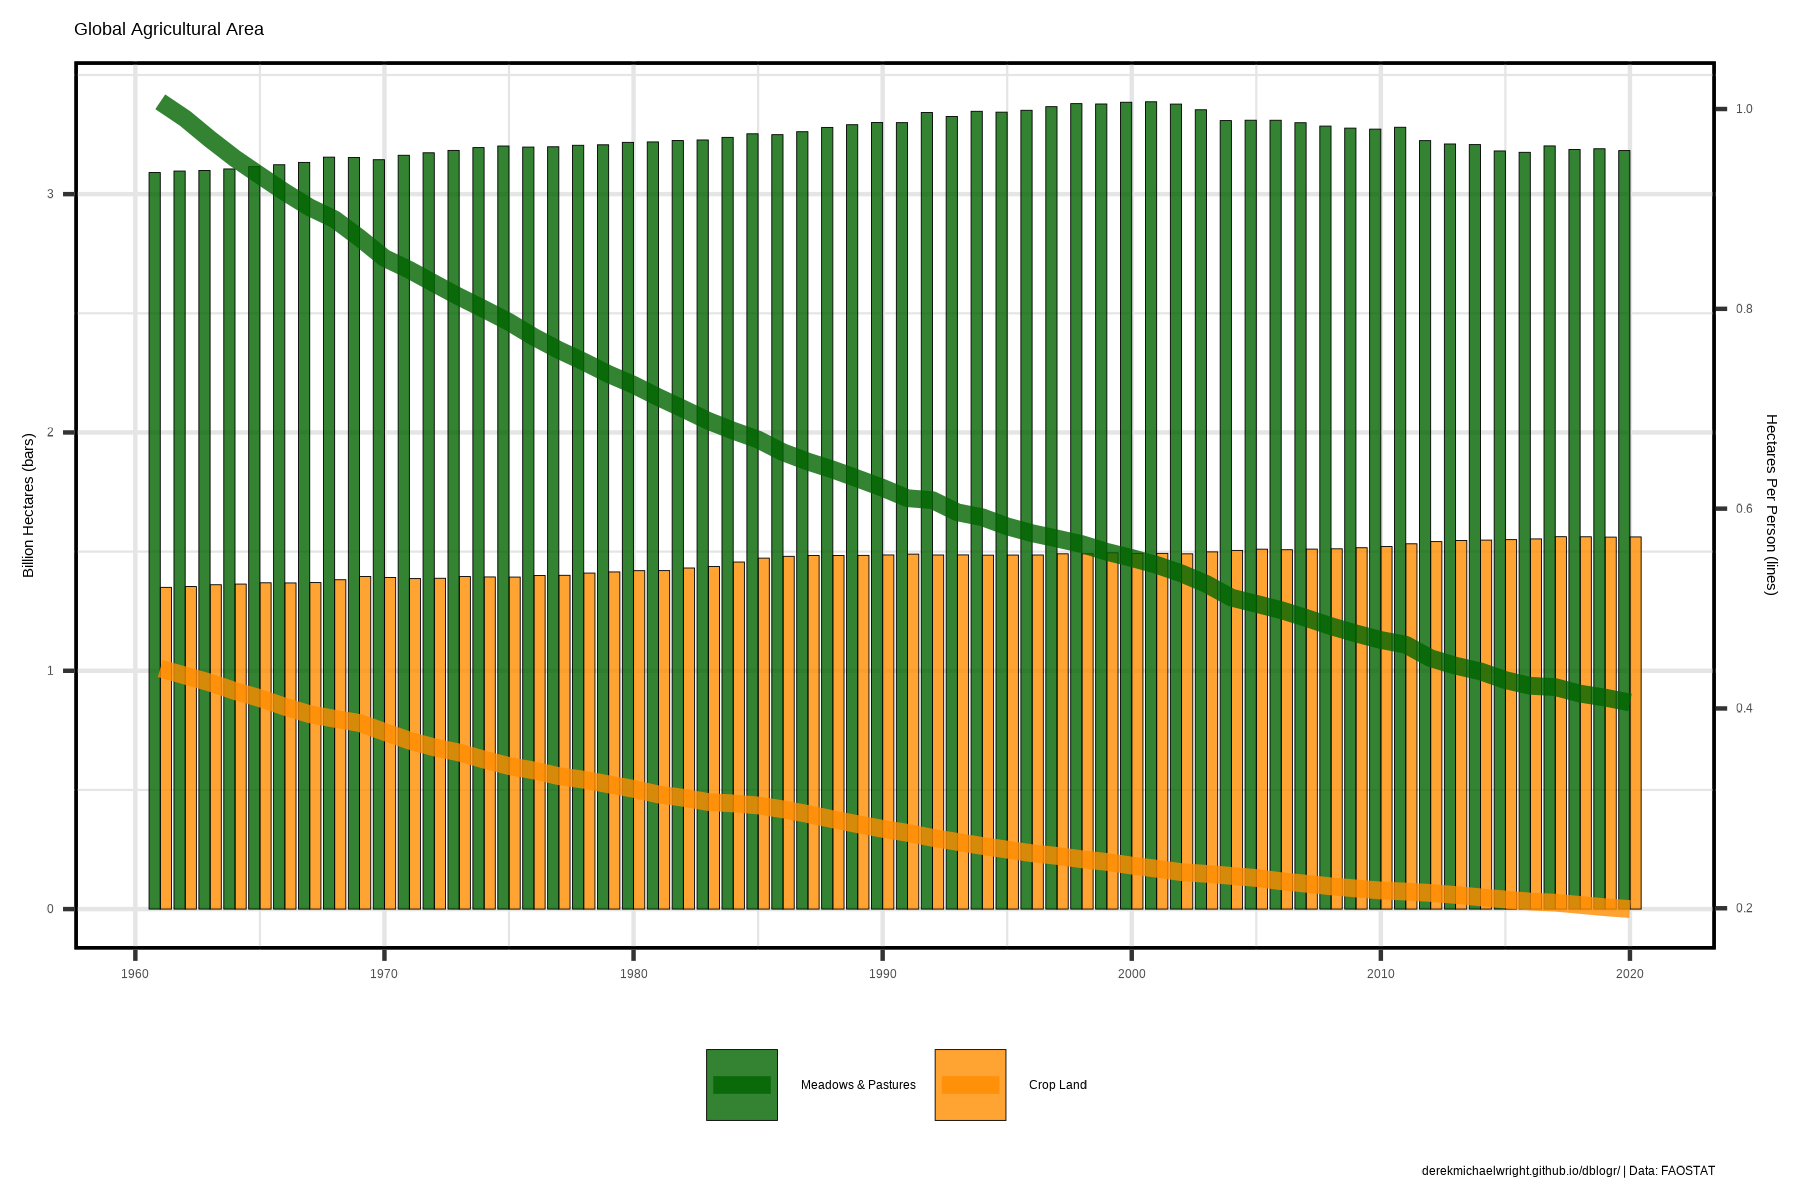 Global Agricultural Area
Billion Hectares (bars)
3
2
1
0
1.0
0.8
0.6
0.4
0.2
Hectares Per Person (lines)
1960 1970 1980 1990 2000 2010 2020
Meadows & Pastures Crop Land
derekmichaelwright.github.io/dblogr/ | Data: FAOSTAT